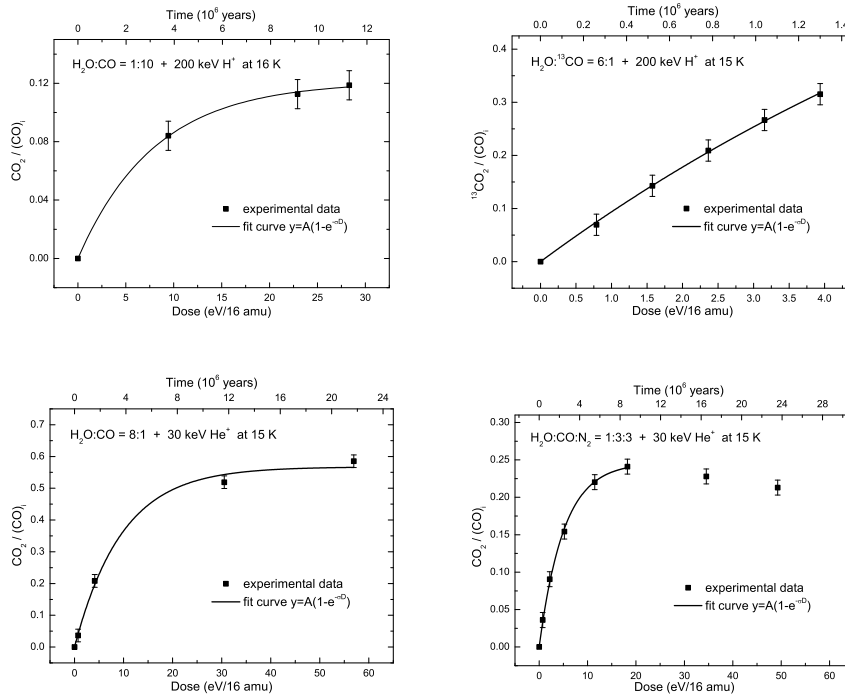 Time (10⁶ years)
0 2 4 6 8 10 12
H₂O:CO = 1:10 + 200 keV H⁺ at 16 K
0.12
0.08
0.04
0.00
CO₂ / (CO)ᵢ
experimental data
fit curve y=A(1-e^-σD)
0 5 10 15 20 25 30
Dose (eV/16 amu)
Time (10⁶ years)
0.0 0.2 0.4 0.6 0.8 1.0 1.2 1.4
H₂O:¹³CO = 6:1 + 200 keV H⁺ at 15 K
0.4
0.3
0.2
0.1
0.0
¹³CO₂ / (CO)ᵢ
experimental data
fit curve y=A(1-e^-σD)
0.0 0.5 1.0 1.5 2.0 2.5 3.0 3.5 4.0
Dose (eV/16 amu)
Time (10⁶ years)
0 4 8 12 16 20 24
H₂O:CO = 8:1 + 30 keV He⁺ at 15 K
0.7
0.6
0.5
0.4
0.3
0.2
0.1
0.0
CO₂ / (CO)ᵢ
experimental data
fit curve y=A(1-e^-σD)
0 10 20 30 40 50 60
Dose (eV/16 amu)
Time (10⁶ years)
0 4 8 12 16 20 24 28
H₂O:CO:N₂ = 1:3:3 + 30 keV He⁺ at 15 K
0.30
0.25
0.20
0.15
0.10
0.05
0.00
CO₂ / (CO)ᵢ
experimental data
fit curve y=A(1-e^-σD)
0 10 20 30 40 50 60
Dose (eV/16 amu)